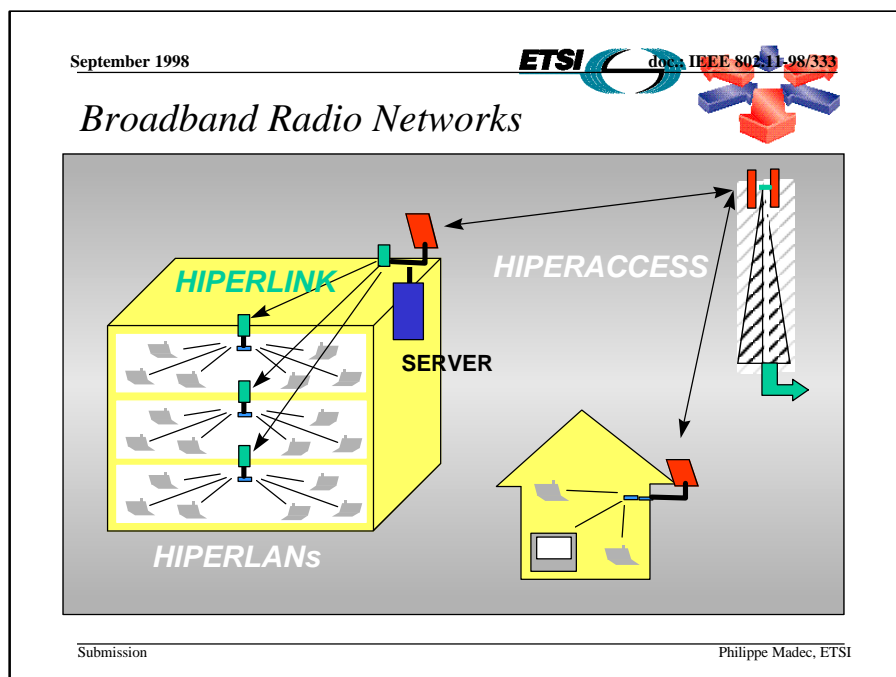 September 1998
ETSI
doc.: IEEE 802.11-98/333
Broadband Radio Networks
HIPERACCESS
HIPERLINK
SERVER
HIPERLANs
Submission
Philippe Madec, ETSI